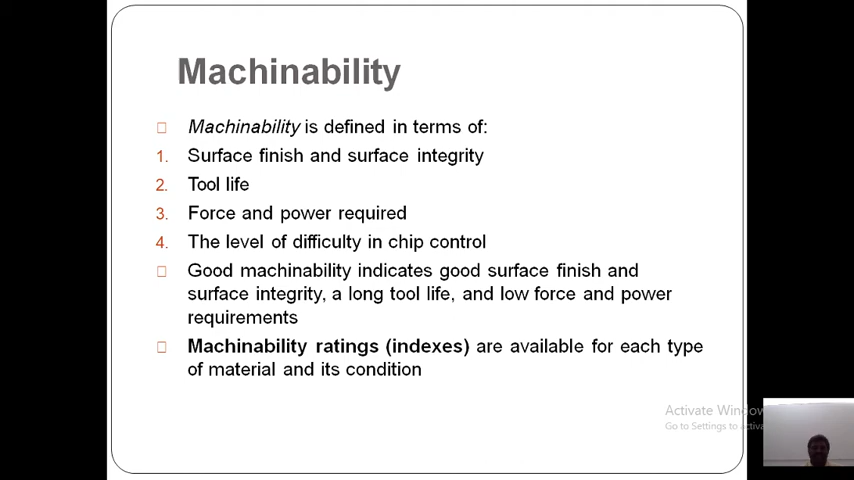 Machinability
Machinability is defined in terms of:
1. Surface finish and surface integrity
2. Tool life
3. Force and power required
4. The level of difficulty in chip control
Good machinability indicates good surface finish and
surface integrity, a long tool life, and low force and power
requirements
Machinability ratings (indexes) are available for each type
of material and its condition
Activate Windo
Go to Settings to activa